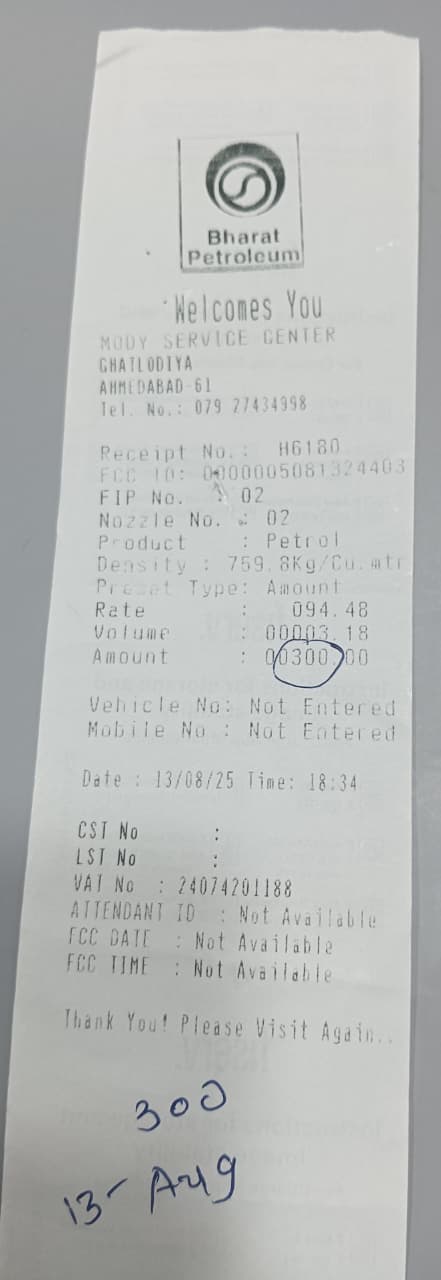 Bharat
Petroleum
Welcomes You
MODY SERVICE CENTER
GHATLODIYA
AHMEDABAD-61
Tel. No.: 079 27434998
Receipt No.: H6180
FCC ID: 0000005081324403
FIP No. : 02
Nozzle No. : 02
Product : Petrol
Density : 759.8Kg/Cu.mtr
Preset Type: Amount
Rate : 094.48
Volume : 00003.18
Amount : 00300.00
Vehicle No: Not Entered
Mobile No : Not Entered
Date : 13/08/25 Time: 18:34
CST No :
LST No :
VAT No : 24074201188
ATTENDANT ID : Not Available
FCC DATE : Not Available
FCC TIME : Not Available
Thank You! Please Visit Again..
300
13- Aug